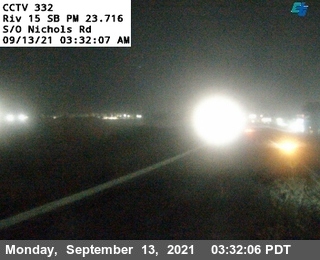 CCTV 332
Riv 15 SB PM 23.716
S/O Nichols Rd
09/13/21 03:32:07 AM
Monday, September 13, 2021 03:32:06 PDT